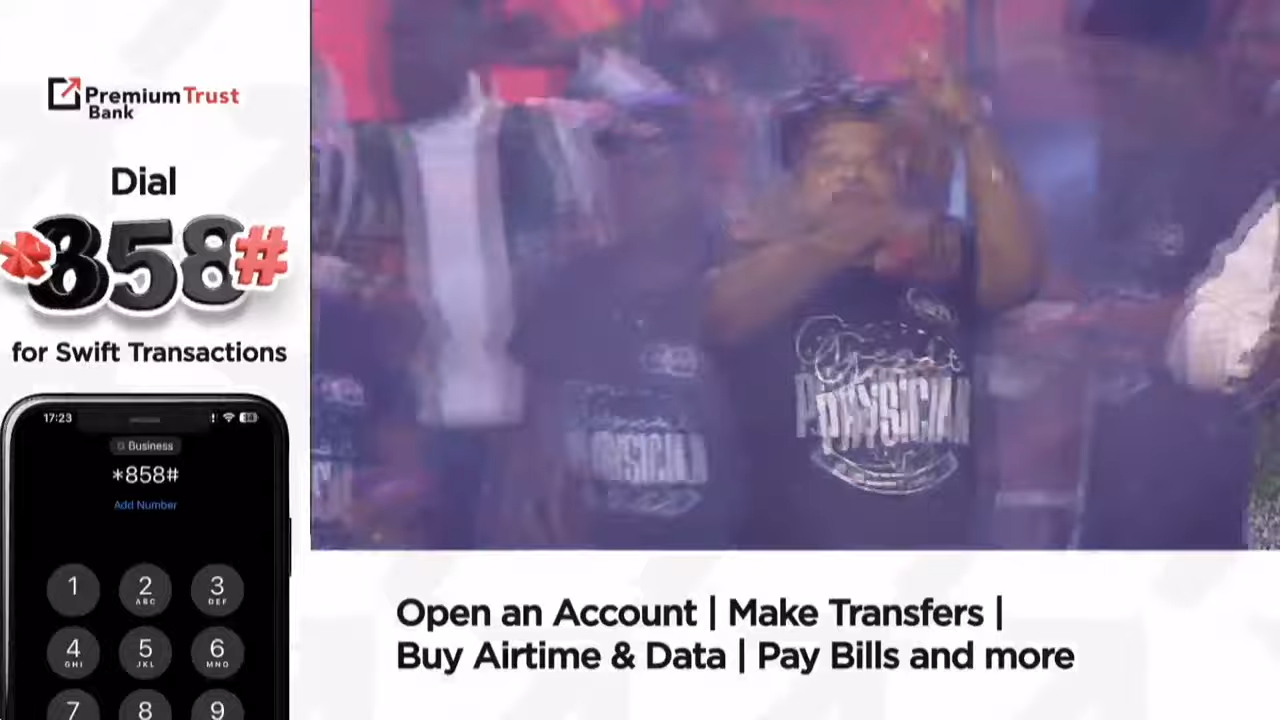 PremiumTrust
Bank
Dial
*858#
for Swift Transactions
17:23
Business
*858#
Add Number
1
2
ABC
3
DEF
4
GHI
5
JKL
6
MNO
7
8
9
Great
PHYSICIAN
Open an Account | Make Transfers |
Buy Airtime & Data | Pay Bills and more